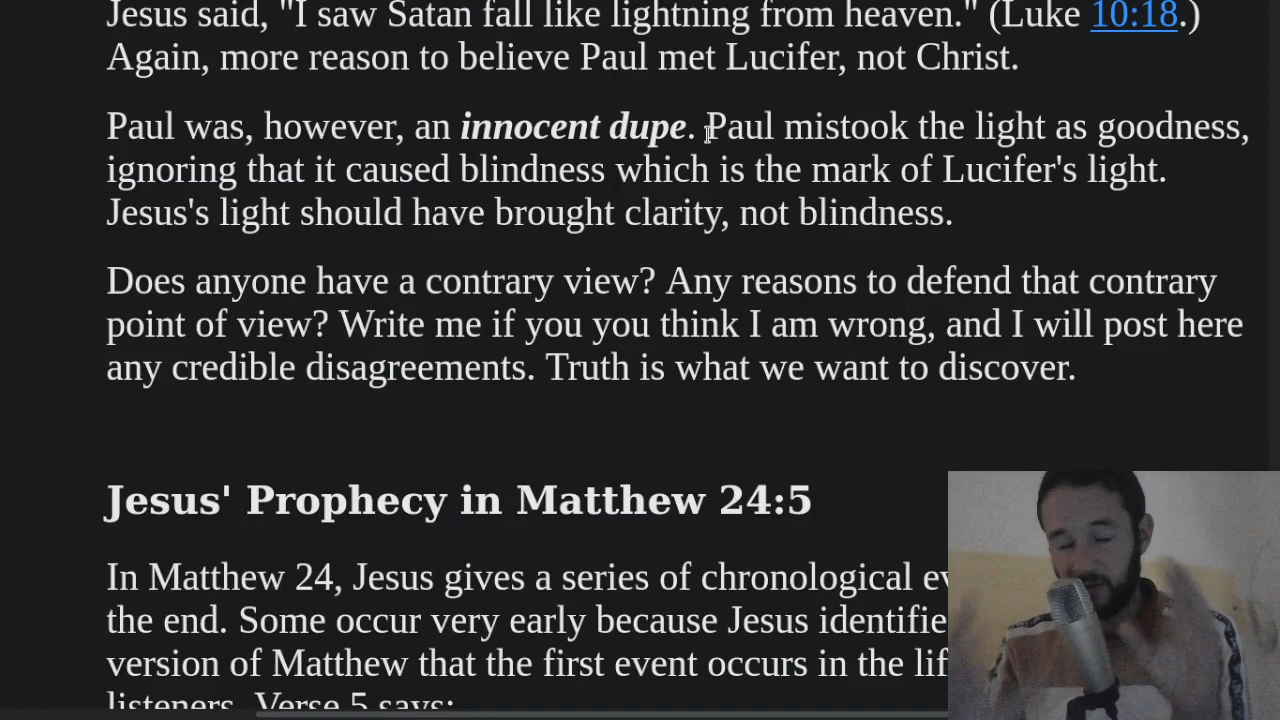 Jesus said, "I saw Satan fall like lightning from heaven." (Luke 10:18.)
Again, more reason to believe Paul met Lucifer, not Christ.
Paul was, however, an innocent dupe. Paul mistook the light as goodness,
ignoring that it caused blindness which is the mark of Lucifer's light.
Jesus's light should have brought clarity, not blindness.
Does anyone have a contrary view? Any reasons to defend that contrary
point of view? Write me if you you think I am wrong, and I will post here
any credible disagreements. Truth is what we want to discover.
Jesus' Prophecy in Matthew 24:5
In Matthew 24, Jesus gives a series of chronological
the end. Some occur very early because Jesus
version of Matthew that the first event occurs in the
listeners. Verse 5 says: